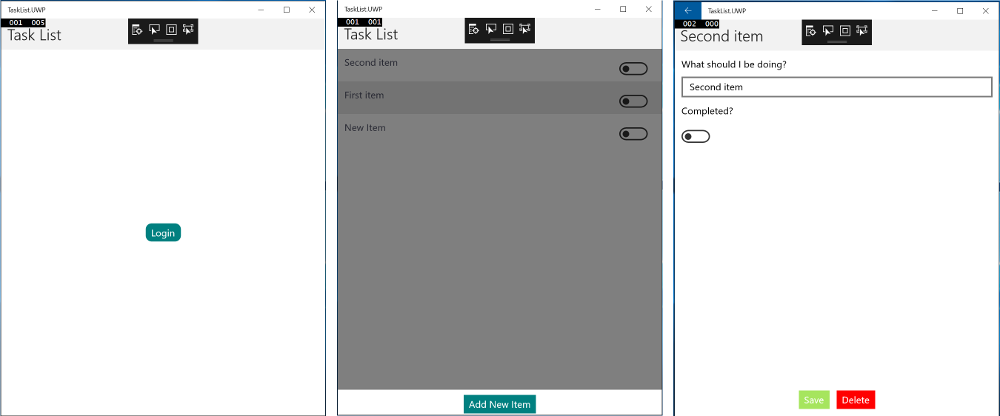 TaskList.UWP
001 005
Task List
Login
TaskList.UWP
001 001
Task List
Second item
First item
New Item
Add New Item
TaskList.UWP
002 000
Second item
What should I be doing?
Second item
Completed?
Save Delete